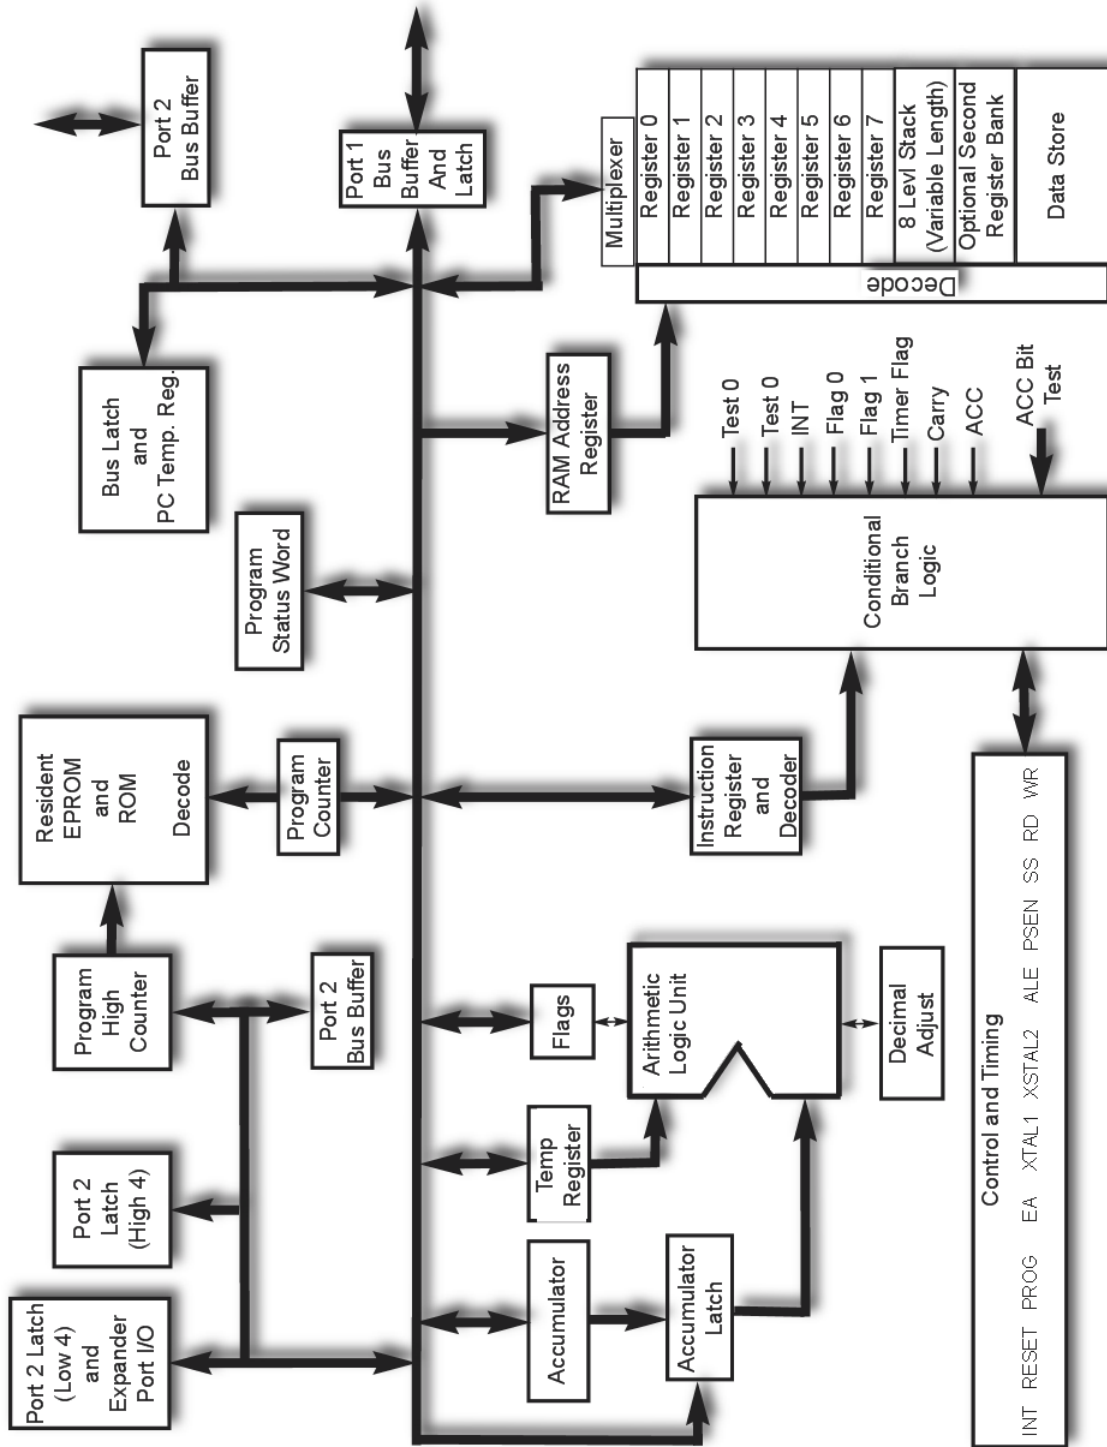 Port 2 Latch
(Low 4)
and
Expander
Port I/O
Port 2
Latch
(High 4)
Program
High
Counter
Port 2
Bus Buffer
Resident
EPROM
and
ROM
Decode
Program
Counter
Program
Status Word
Bus Latch
and
PC Temp. Reg.
Port 2
Bus Buffer
Port 1
Bus
Buffer
And
Latch
Accumulator
Accumulator
Latch
Temp
Register
Flags
Arithmetic
Logic Unit
Decimal
Adjust
Instruction
Register
and
Decoder
RAM Address
Register
Multiplexer
Register 0
Register 1
Register 2
Register 3
Register 4
Register 5
Register 6
Register 7
8 Levl Stack
(Variable Length)
Optional Second
Register Bank
Data Store
Decode
Conditional
Branch
Logic
Test 0
Test 0
INT
Flag 0
Flag 1
Timer Flag
Carry
ACC
ACC Bit
Test
Control and Timing
INT RESET PROG EA XTAL1 XSTAL2 ALE PSEN SS RD WR